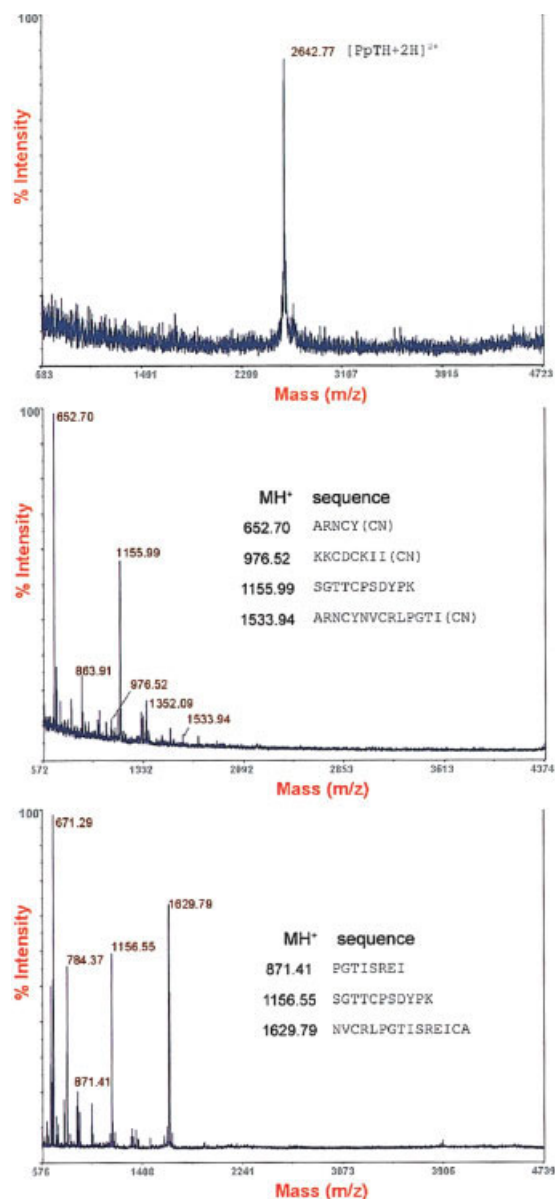 100
2642.77 [PpTH+2H]²⁺
% Intensity
683 1491 2299 3107 3915 4723
Mass (m/z)
100
652.70
MH⁺ sequence
652.70 ARNCY(CN)
976.52 KKCDCKII(CN)
1155.99
1155.99 SGTTCPSDYPK
1533.94 ARNCYNVCRLPGTI(CN)
% Intensity
863.91
976.52
1352.09
1533.94
572 1332 2092 2853 3613 4374
Mass (m/z)
100
671.29
1629.79
% Intensity
784.37
1156.55
MH⁺ sequence
871.41 PGTISREI
1156.55 SGTTCPSDYPK
1629.79 NVCRLPGTISREICA
871.41
576 1408 2241 3073 3905 4739
Mass (m/z)